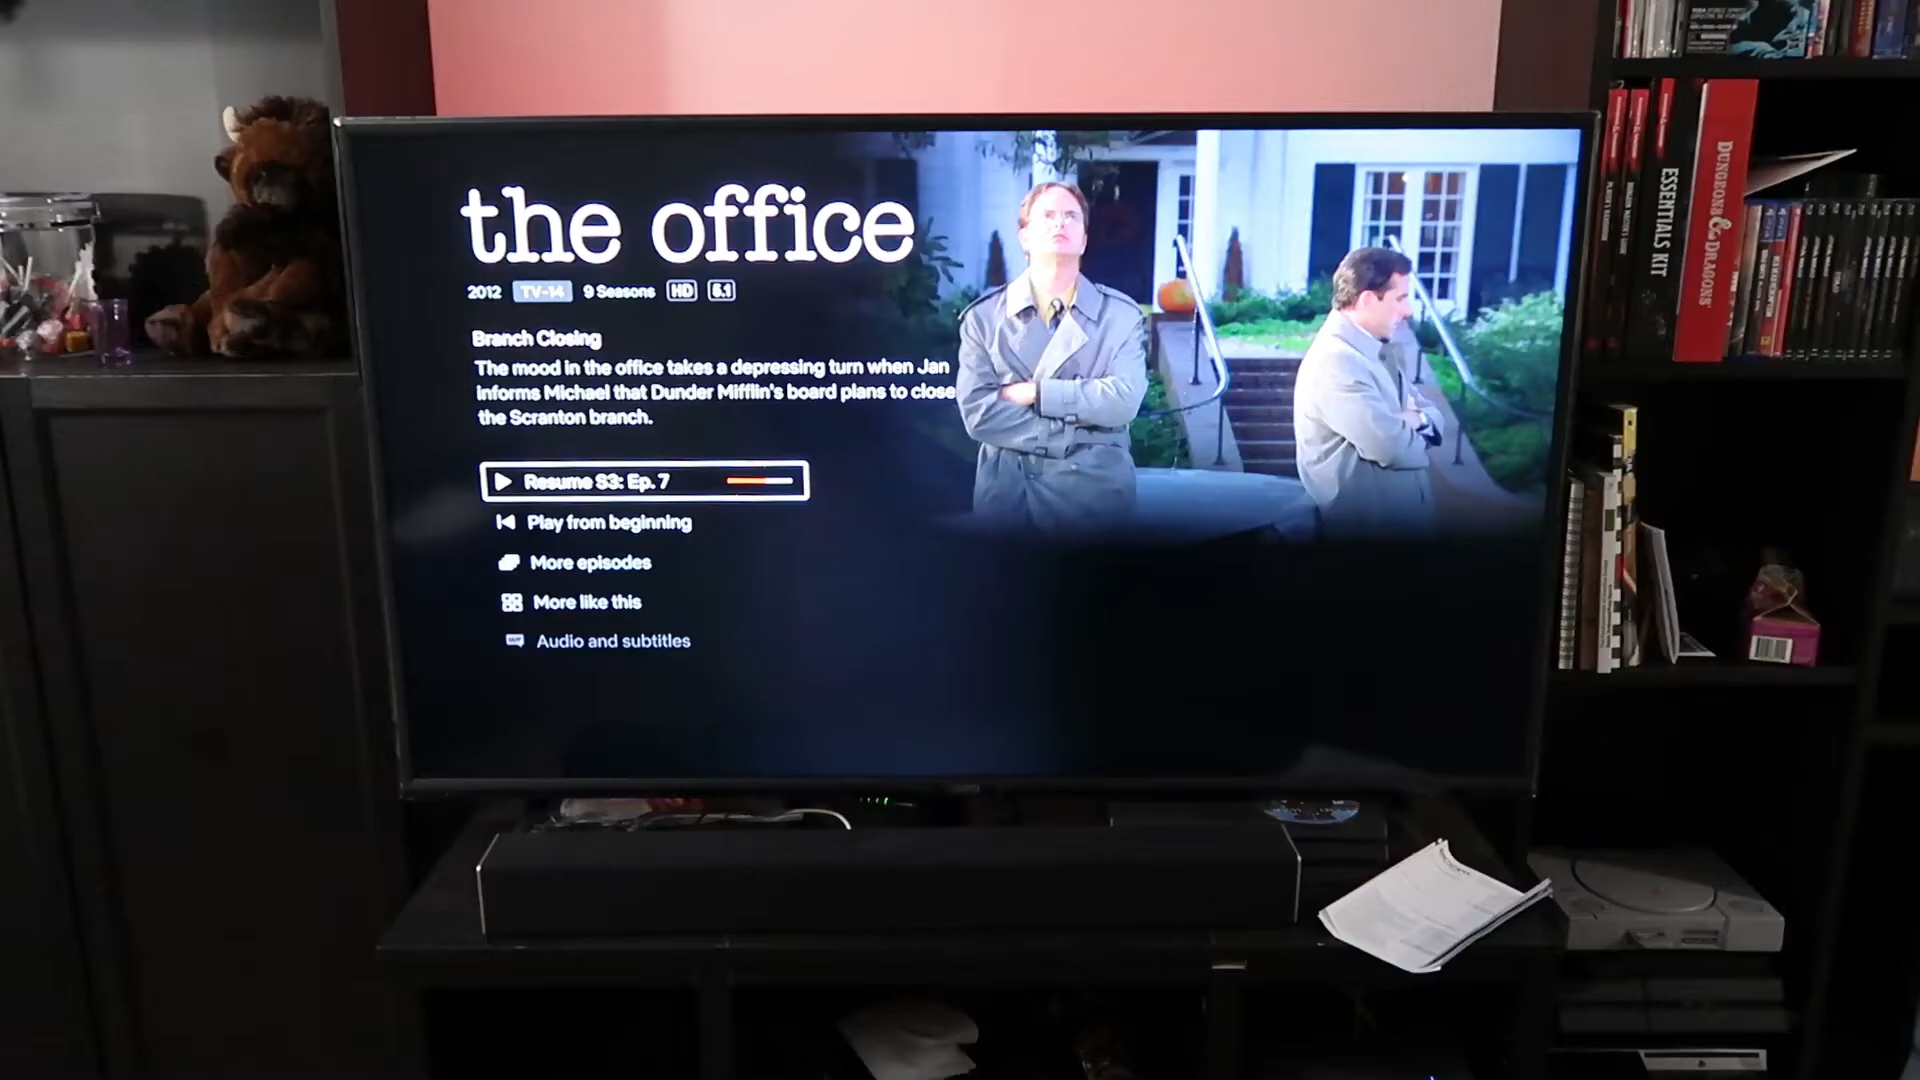 the office
2012 TV-14 9 Seasons HD 5.1
Branch Closing
The mood in the office takes a depressing turn when Jan
informs Michael that Dunder Mifflin's board plans to close
the Scranton branch.
Resume S3: Ep. 7
Play from beginning
More episodes
More like this
Audio and subtitles
ESSENTIALS KIT
DUNGEONS & DRAGONS